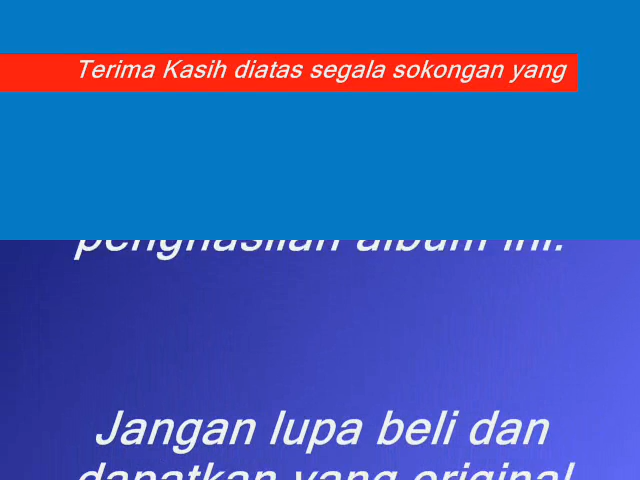 Terima Kasih diatas segala sokongan yang
penghasilan album ini.
Jangan lupa beli dan
dapatkan yang original